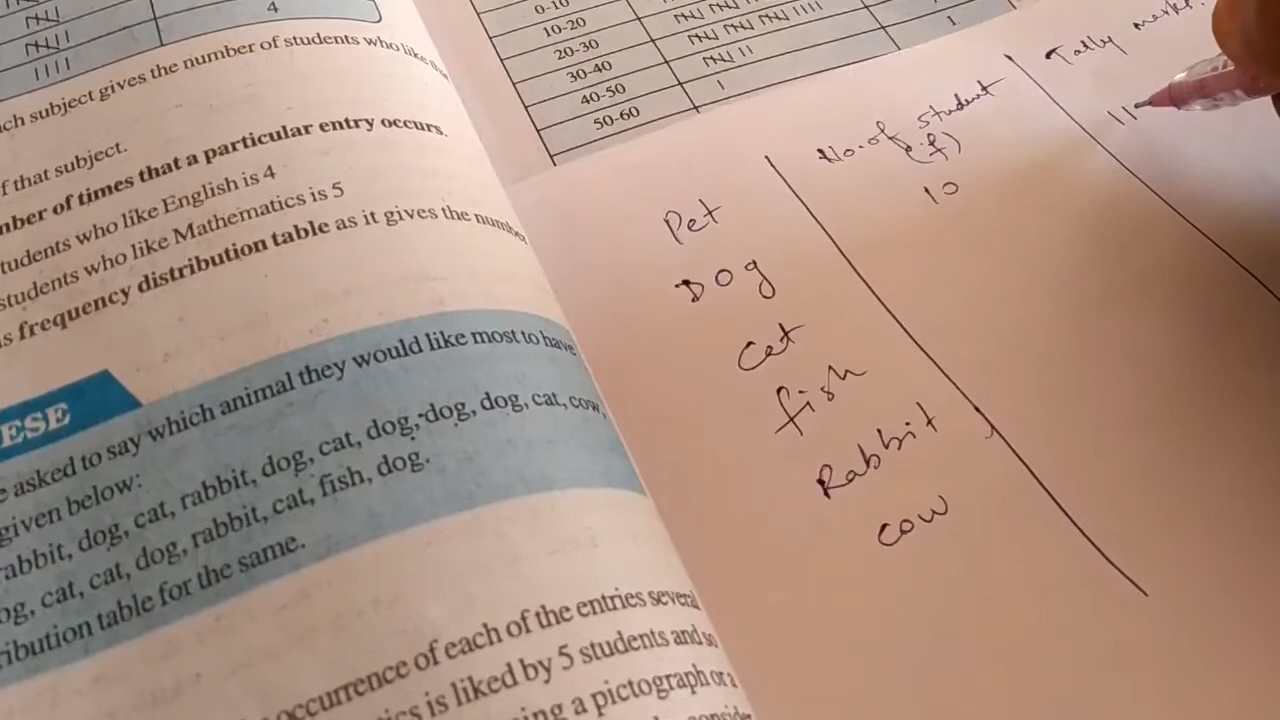 4
ch subject gives the number of students who like
f that subject.
nber of times that a particular entry occurs.
tudents who like English is 4
students who like Mathematics is 5
s frequency distribution table as it gives the number
ESE
e asked to say which animal they would like most to have
given below:
abbit, dog, cat, rabbit, dog, cat, dog, dog, dog, cat, cow,
og, cat, cat, dog, rabbit, cat, fish, dog.
ribution table for the same.
occurrence of each of the entries several
ics is liked by 5 students and so
ing a pictograph or a
0-10
10-20
20-30
30-40
40-50
50-60
1
Pet
No. of student
(f)
Tally marks
Dog
10
Cat
fish
Rabbit
Cow